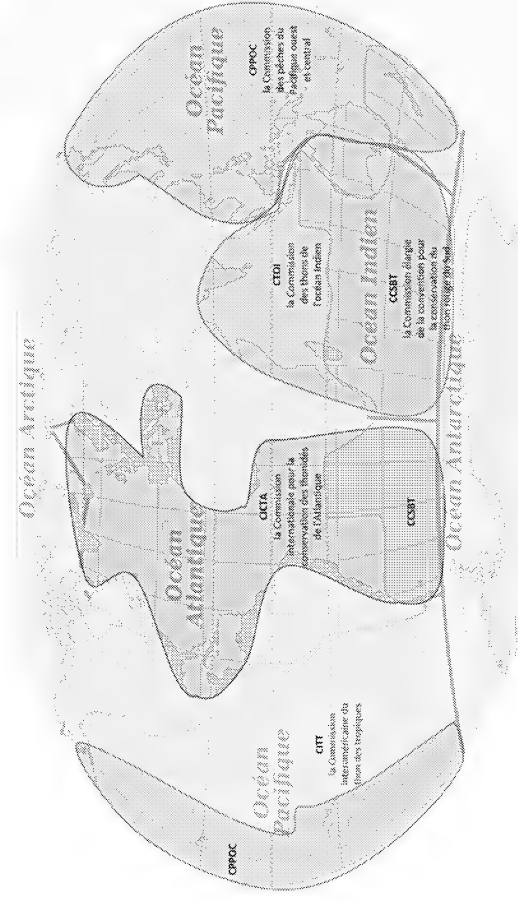 Océan Arctique
Océan
Pacifique
CPPOC
CITT
la Commission
interaméricaine du
thon des tropiques
Océan
Atlantique
CICTA
la Commission
internationale pour la
conservation des thonidés
de l'Atlantique
CCSBT
Océan Antarctique
CTOI
la Commission
des thons de
l'océan Indien
Océan Indien
CCSBT
la Commission élargie
de la convention pour
la conservation du
thon rouge du Sud
Océan
Pacifique
CPPOC
la Commission
des pêches du
Pacifique ouest
et central